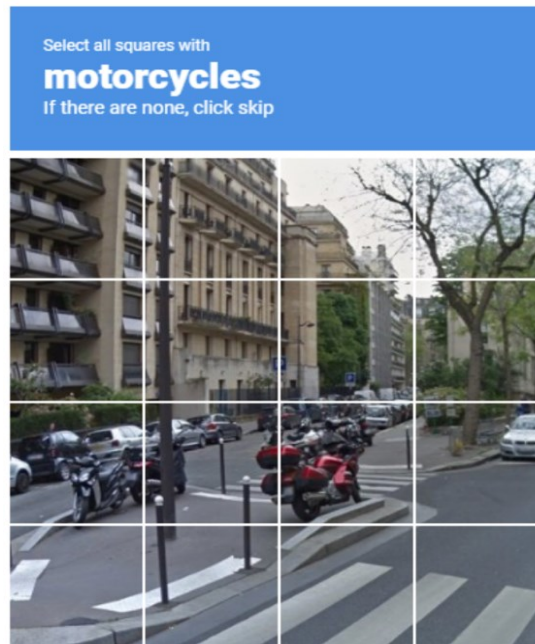 Select all squares with
motorcycles
If there are none, click skip